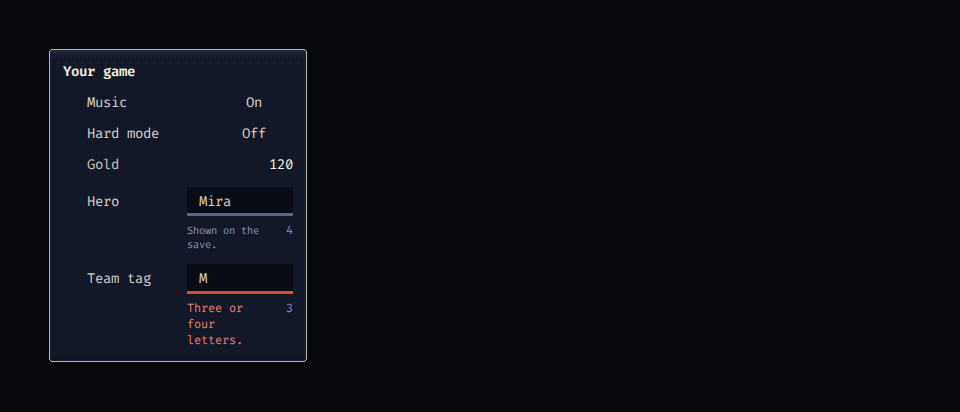 Your game
Music On
Hard mode Off
Gold 120
Hero Mira
Shown on the 4
save.
Team tag M
Three or 3
four
letters.